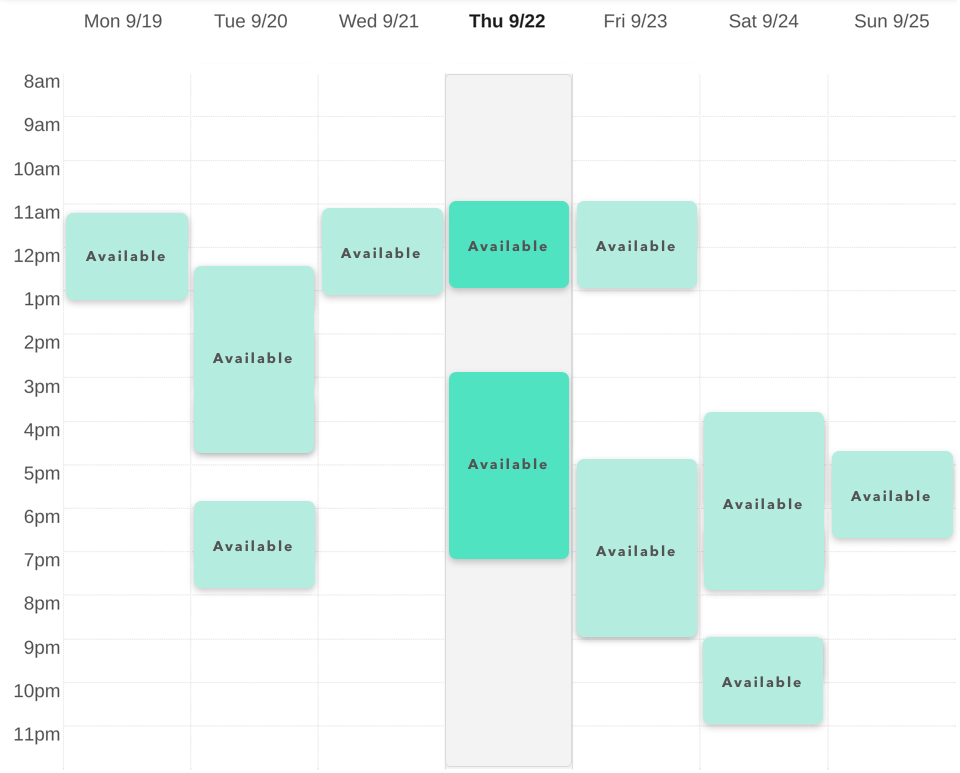 Mon 9/19 Tue 9/20 Wed 9/21 Thu 9/22 Fri 9/23 Sat 9/24 Sun 9/25
8am
9am
10am
11am
Available Available
12pm Available Available Available
1pm
2pm
Available
3pm
4pm
Available
5pm
Available Available
6pm
Available Available
7pm
8pm
9pm
Available
10pm
11pm